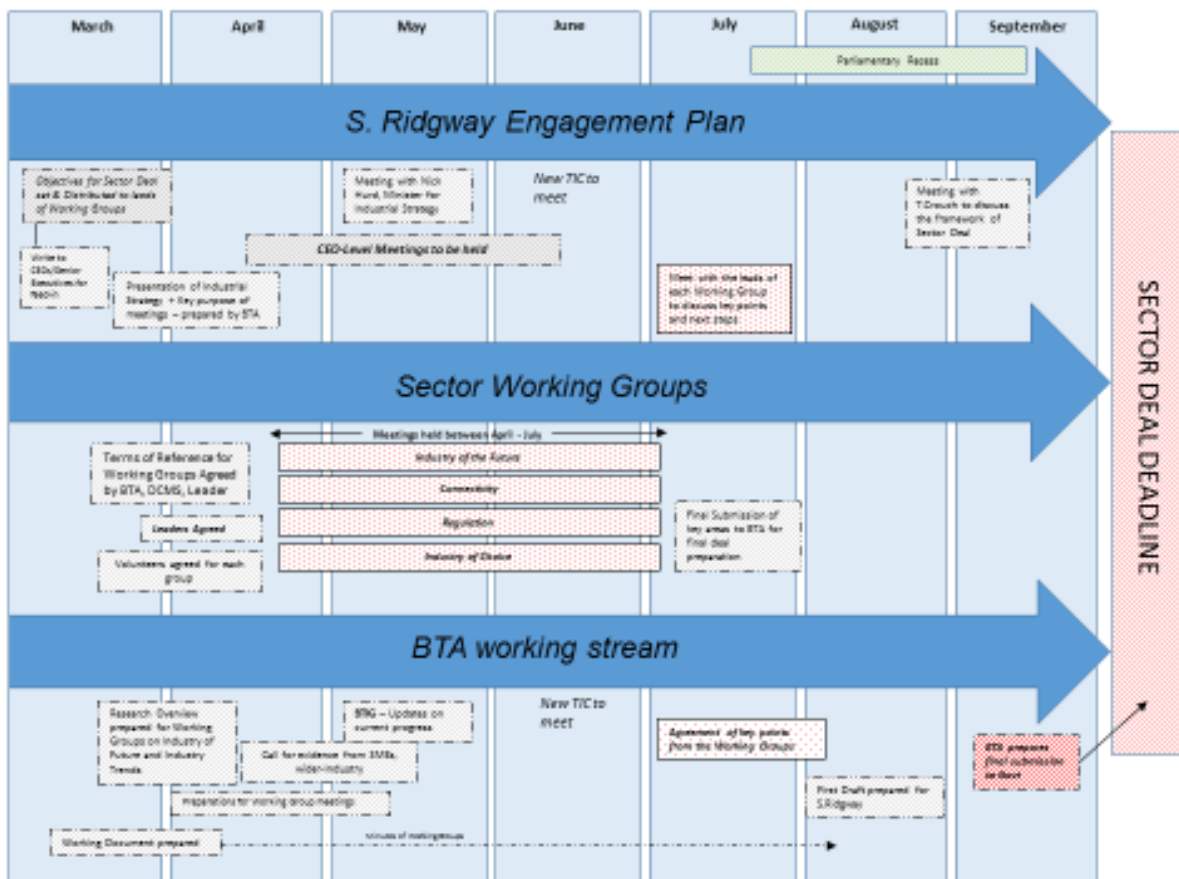 March
April
May
June
July
August
September
Parliamentary Recess
S. Ridgway Engagement Plan
Objectives for Sector Deal
set & Distributed to leads
of Working Groups
Meeting with Nick
Hurd, Minister for
Industrial Strategy
New TIC to
meet
Meeting with
T.Crouch to discuss
the framework of
Sector Deal
CEO-Level Meetings to be held
Write to
CEOs/Senior
Executives for
Presentation of Industrial
Strategy + Key purpose of
meetings – prepared by BTA
Meet with the leads of
each Working Group
to discuss key points
and next steps
SECTOR DEAL DEADLINE
Sector Working Groups
Meetings held between April - July
Terms of Reference for
Working Groups Agreed
by BTA, DCMS, Leader
Industry of the Future
Connectivity
Leaders Agreed
Regulation
Final Submission of
key areas to BTA for
final deal
preparation
Volunteers agreed for each
group
Industry of Choice
BTA working stream
Research Overview
prepared for Working
Groups on Industry of
Future and Industry
Trends
– Updates on
current progress
New TIC to
meet
Agreement of key points
from the Working Groups
Call for evidence from SMEs,
wider-industry
BTA prepares
final submission
to Govt
Preparations for working group meetings
First Draft prepared for
S.Ridgway
Working Document prepared
Minutes of working groups